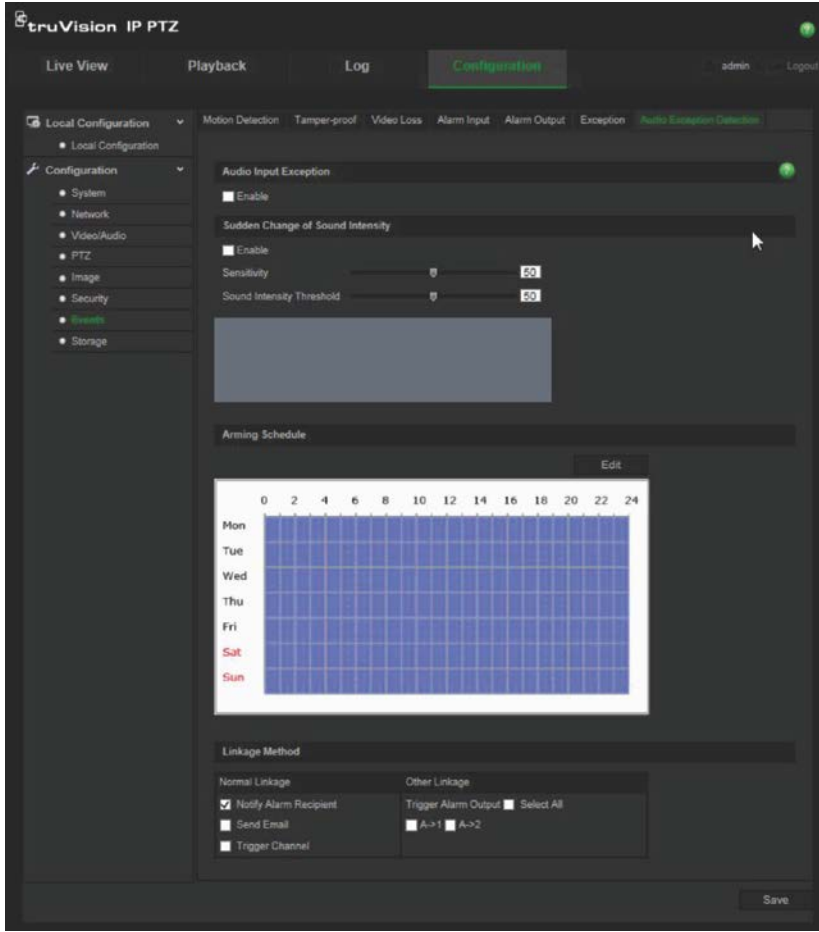 truVision IP PTZ
Live View Playback Log Configuration admin Logout
Local Configuration
Local Configuration
Configuration
System
Network
Video/Audio
PTZ
Image
Security
Events
Storage
Motion Detection Tamper-proof Video Loss Alarm Input Alarm Output Exception Audio Exception Detection
Audio Input Exception
Enable
Sudden Change of Sound Intensity
Enable
Sensitivity 50
Sound Intensity Threshold 50
Arming Schedule
Edit
0 2 4 6 8 10 12 14 16 18 20 22 24
Mon
Tue
Wed
Thu
Fri
Sat
Sun
Linkage Method
Normal Linkage Other Linkage
Notify Alarm Recipient Trigger Alarm Output Select All
Send Email A->1 A->2
Trigger Channel
Save